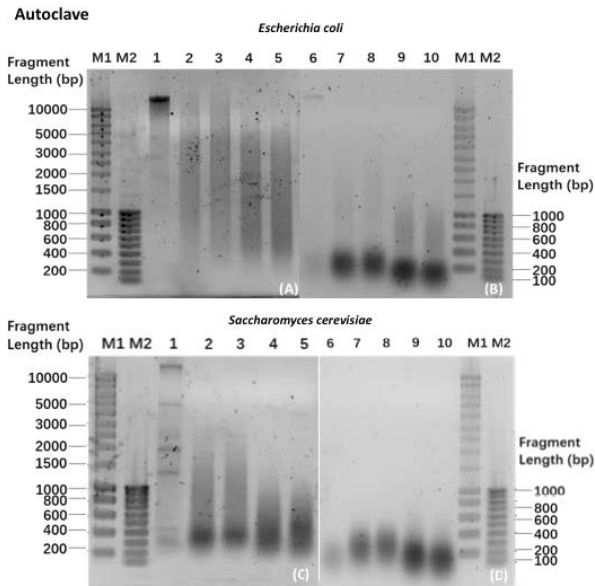 Autoclave
Escherichia coli
Fragment
Length (bp)
M1 M2 1 2 3 4 5 6 7 8 9 10 M1 M2
10000
5000
3000
2000
1500
1000
800
600
400
200
Fragment
Length (bp)
1000
800
600
400
200
100
(A)
(B)
Saccharomyces cerevisiae
Fragment
Length (bp)
M1 M2 1 2 3 4 5 6 7 8 9 10 M1 M2
10000
5000
3000
2000
1500
1000
800
600
400
200
Fragment
Length (bp)
1000
800
600
400
200
100
(C)
(D)